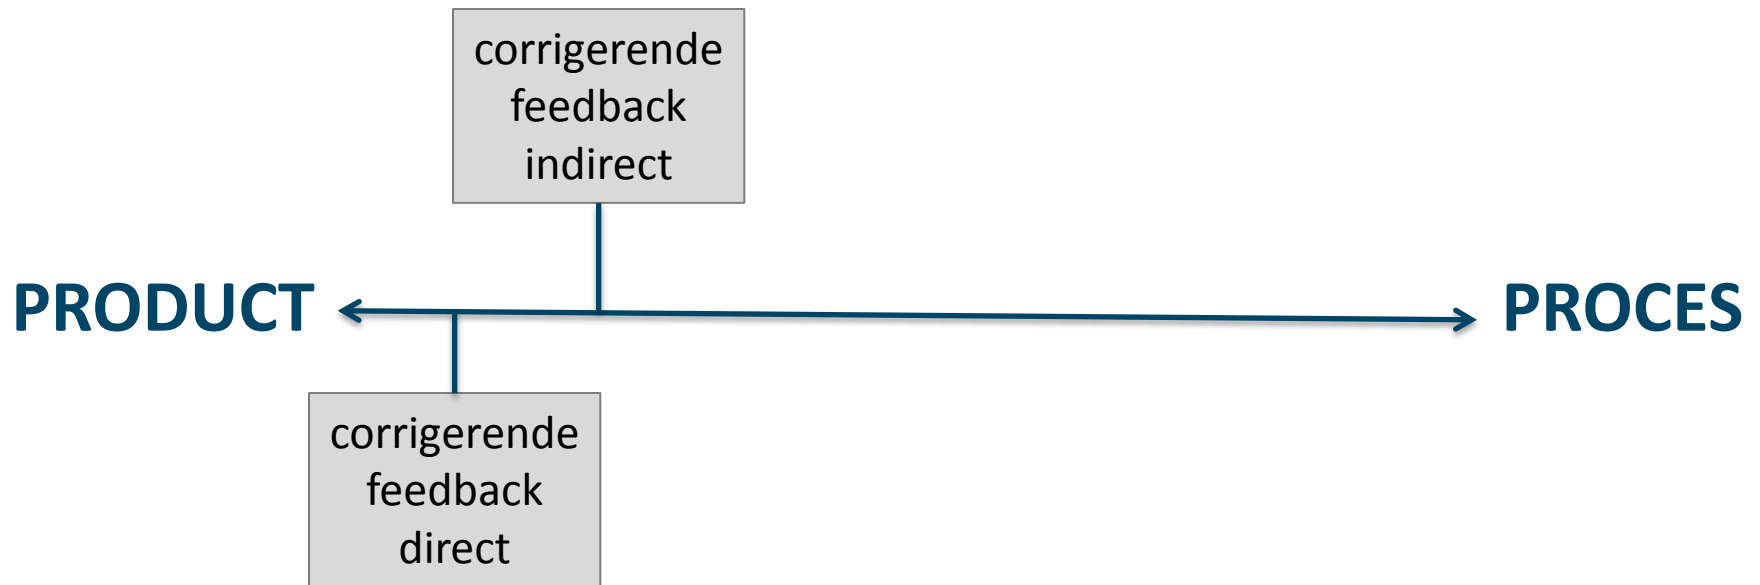 corrigerende
feedback
indirect
PRODUCT
PROCES
corrigerende
feedback
direct